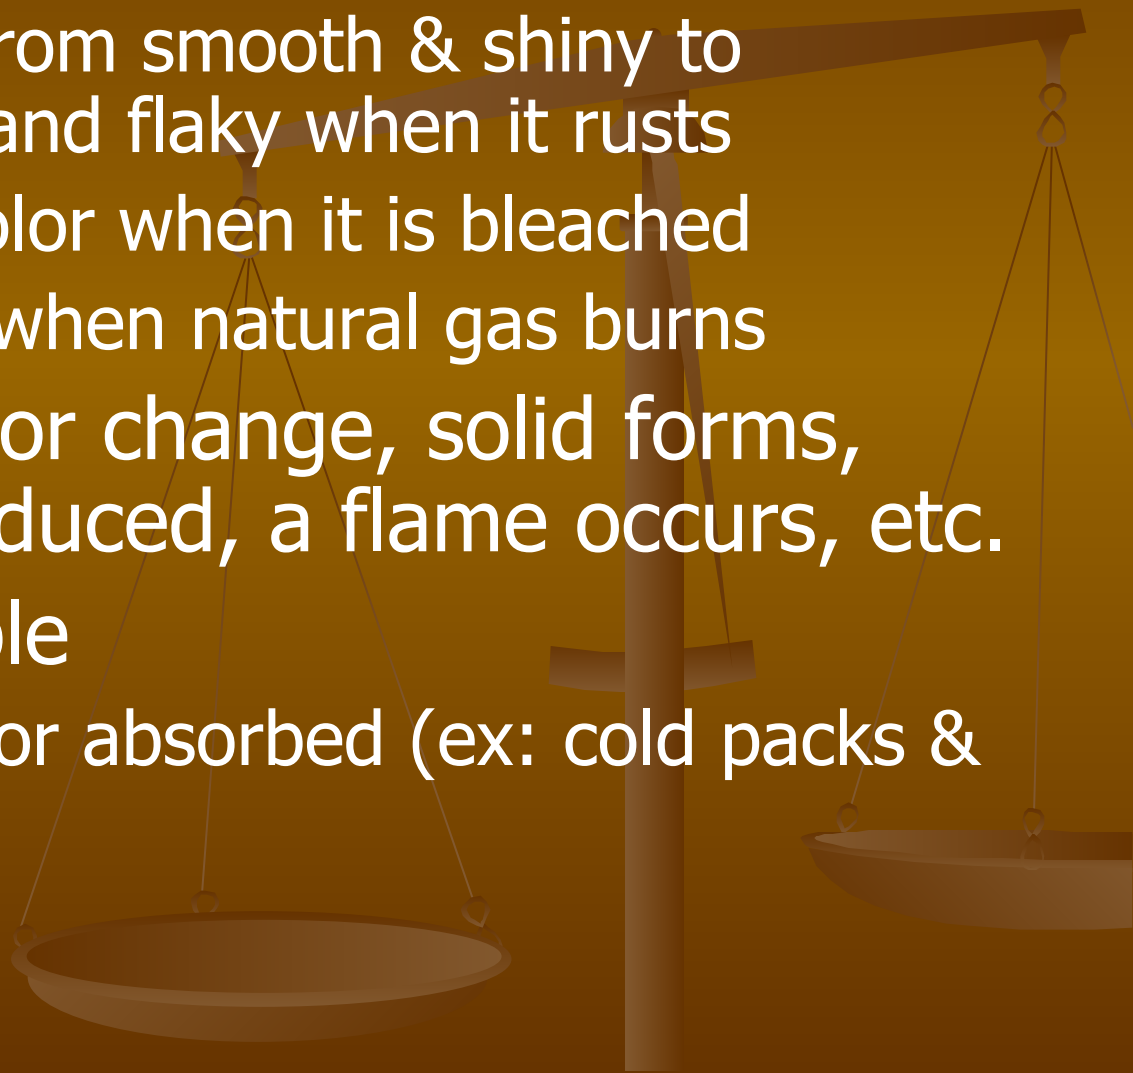 rom smooth & shiny to
and flaky when it rusts
olor when it is bleached
when natural gas burns
or change, solid forms,
duced, a flame occurs, etc.
ole
or absorbed (ex: cold packs &